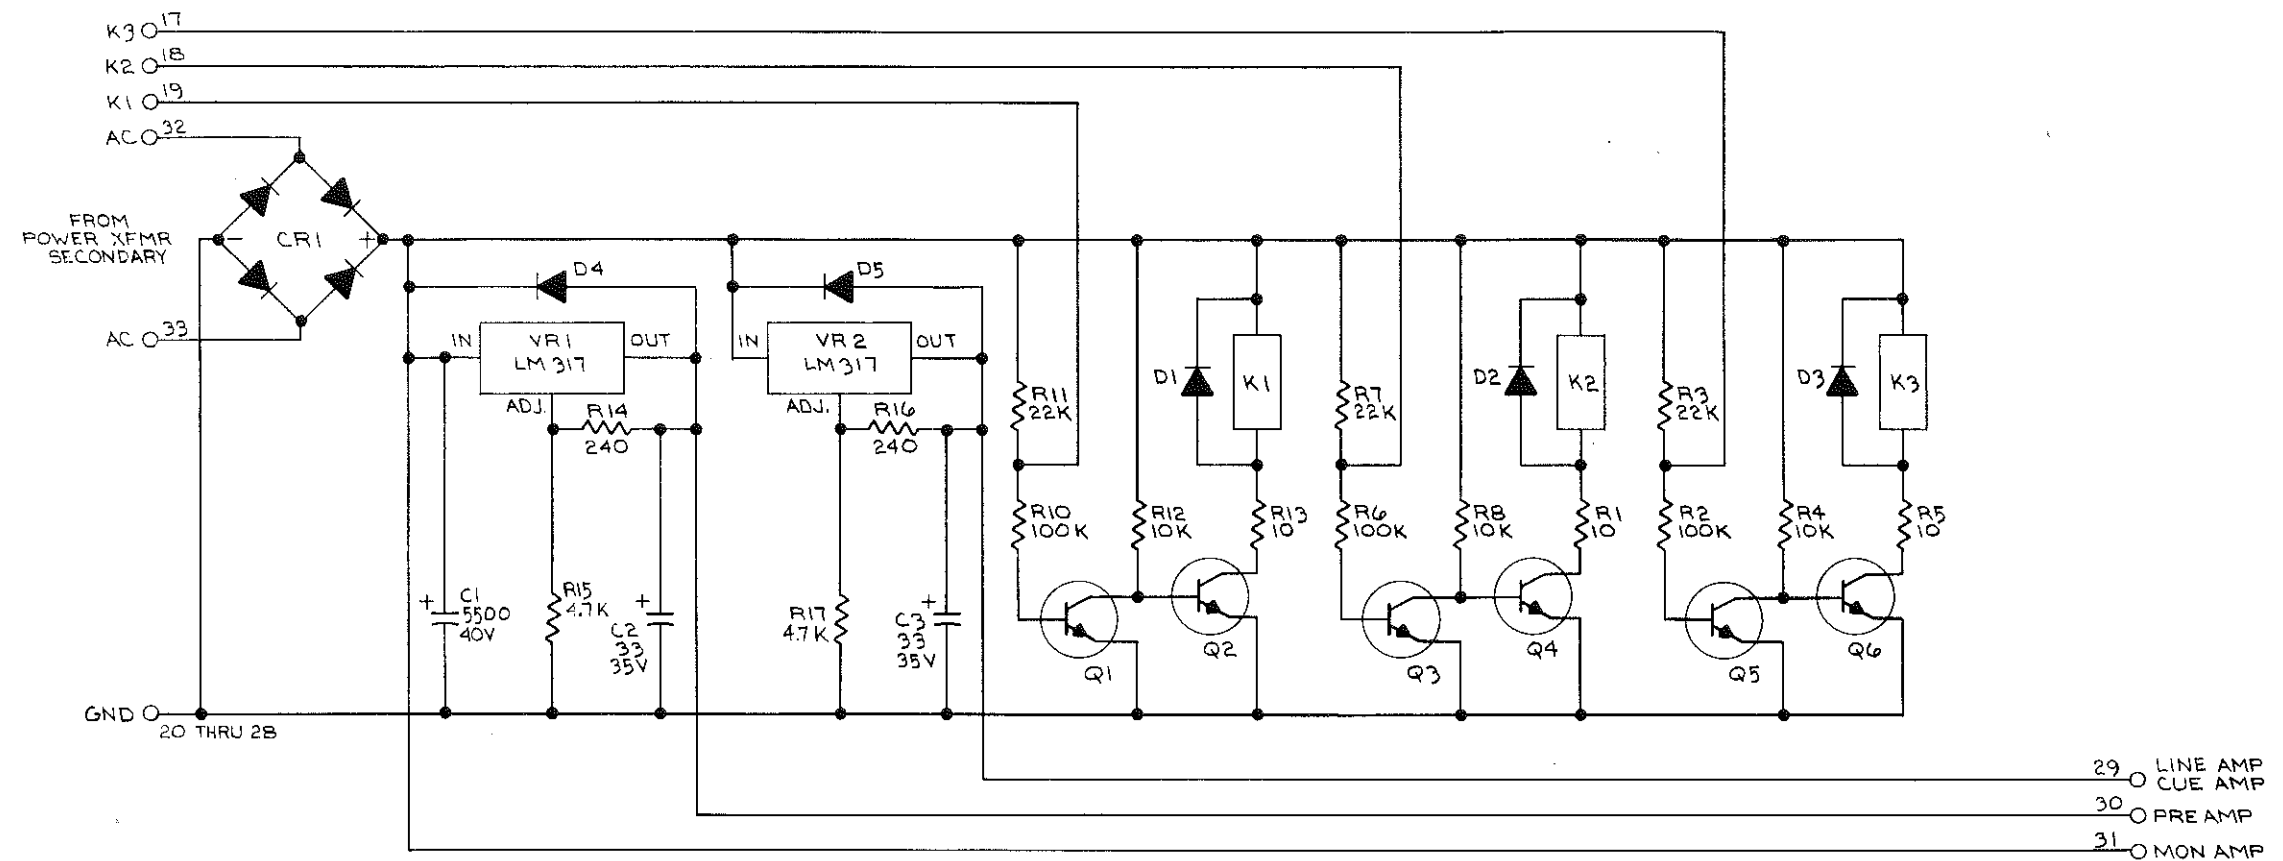 K3 17
K2 18
K1 19
AC 32
FROM
POWER XFMR
SECONDARY
- CR1 +
AC 33
D4
IN VR1 OUT
LM317
ADJ.
R14
240
D5
IN VR2 OUT
LM317
ADJ.
R16
240
C1
5500
40V
+
R15
4.7K
C2
33
35V
+
R17
4.7K
C3
33
35V
+
R11
22K
R10
100K
R12
10K
D1
K1
R13
10
Q1
Q2
R7
22K
R6
100K
R8
10K
D2
K2
R1
10
Q3
Q4
R3
22K
R2
100K
R4
10K
D3
K3
R5
10
Q5
Q6
GND
20 THRU 28
29 LINE AMP
CUE AMP
30 PRE AMP
31 MON AMP